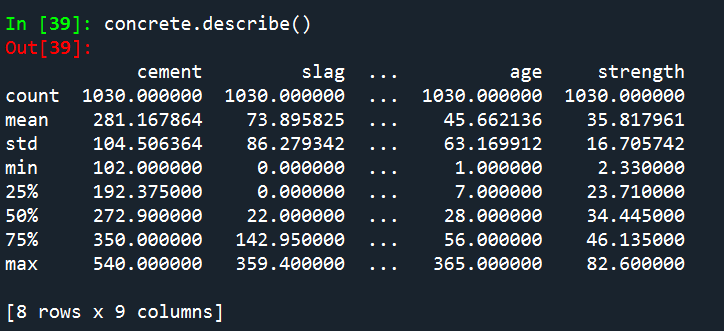 In [39]: concrete.describe()
Out[39]:
            cement         slag  ...          age     strength
count  1030.000000  1030.000000  ...  1030.000000  1030.000000
mean    281.167864    73.895825  ...    45.662136    35.817961
std     104.506364    86.279342  ...    63.169912    16.705742
min     102.000000     0.000000  ...     1.000000     2.330000
25%     192.375000     0.000000  ...     7.000000    23.710000
50%     272.900000    22.000000  ...    28.000000    34.445000
75%     350.000000   142.950000  ...    56.000000    46.135000
max     540.000000   359.400000  ...   365.000000    82.600000
[8 rows x 9 columns]